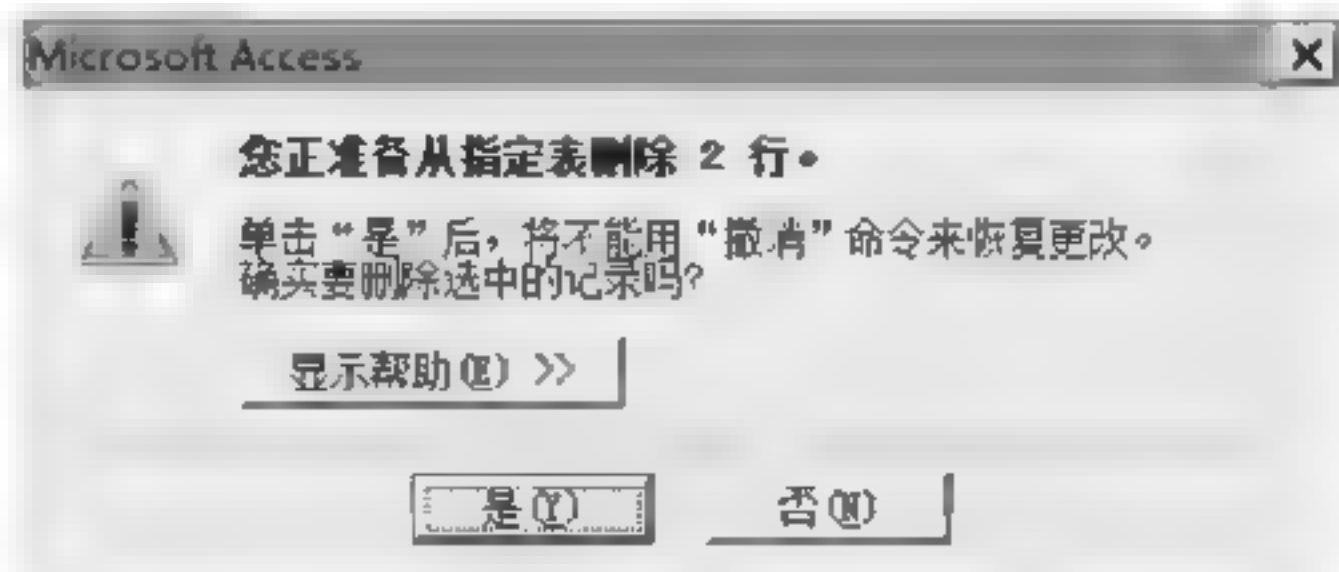 Microsoft Access
您正准备从指定表删除 2 行。
单击“是”后，将不能用“撤消”命令来恢复更改。
确实要删除选中的记录吗?
显示帮助(E) >>
是(Y)
否(N)